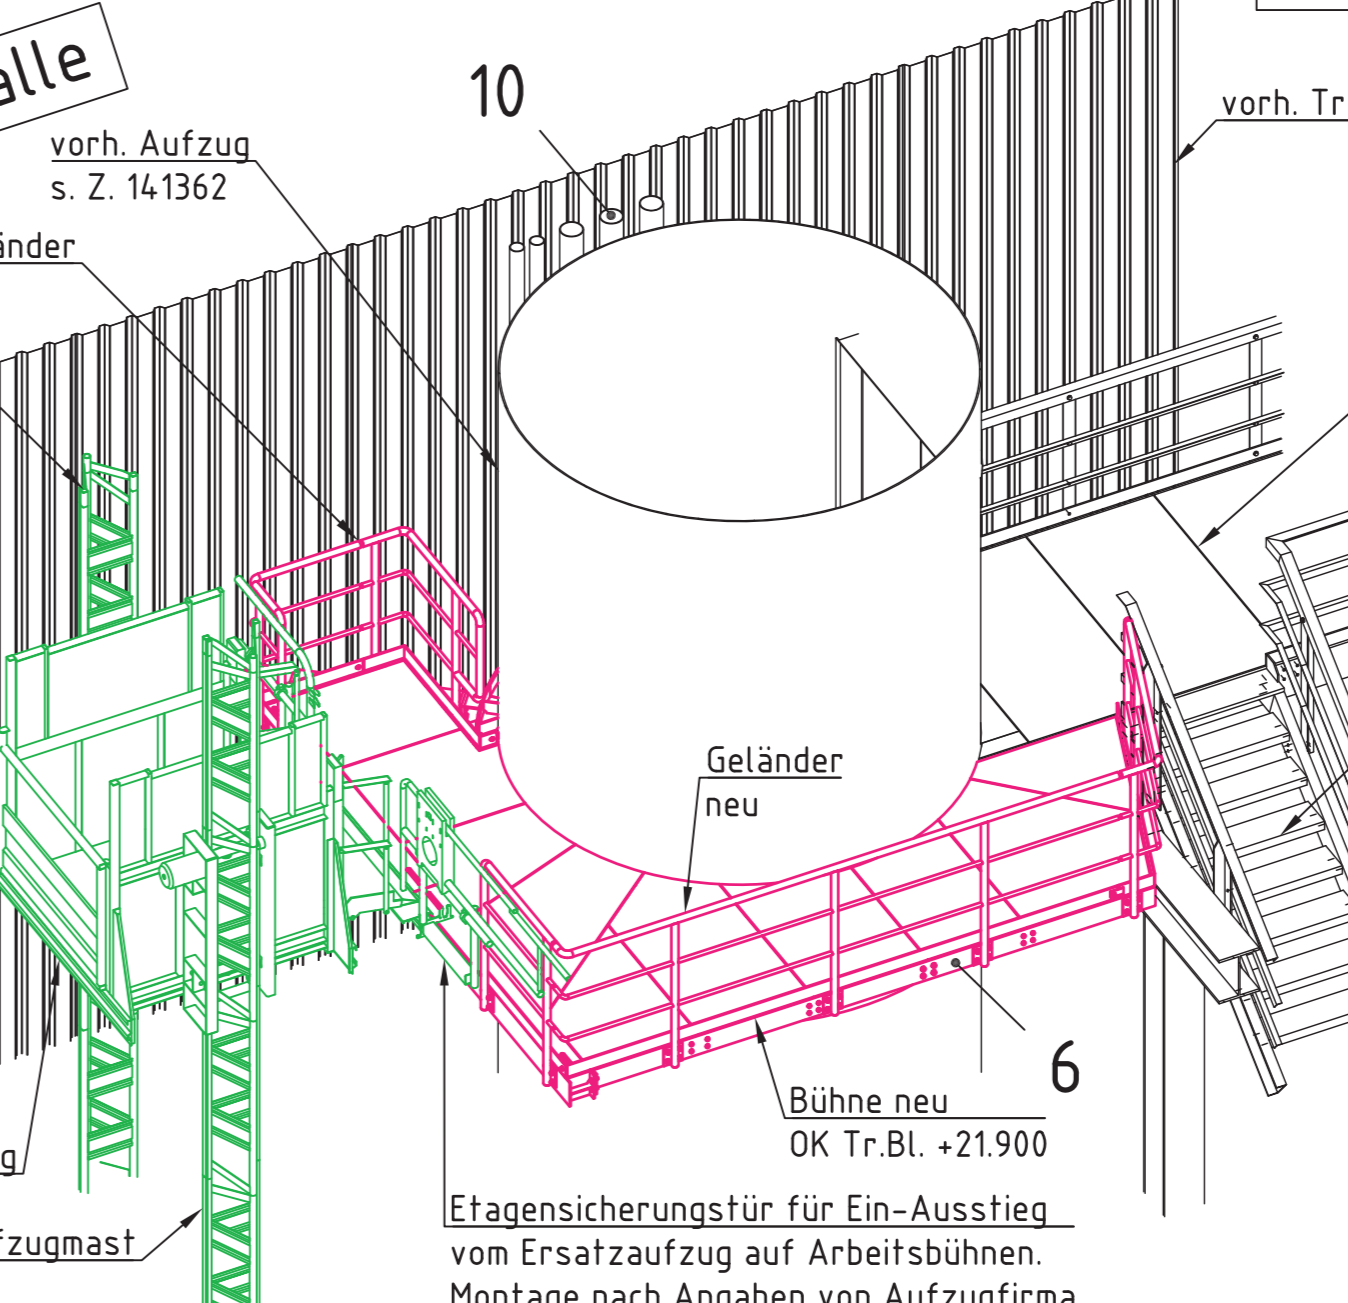 alle
10
vorh. Tr
vorh. Aufzug
s. Z. 141362
änder
Geländer
neu
6
Bühne neu
OK Tr.Bl. +21.900
g
Etagensicherungstür für Ein-Ausstieg
fzugmast
vom Ersatzaufzug auf Arbeitsbühnen.
Montage nach Angaben von Aufzugfirma